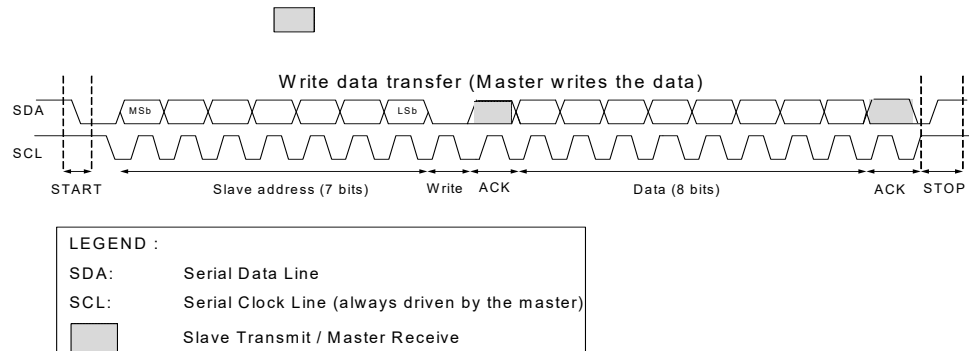 Write data transfer (Master writes the data)
SDA MSb LSb
SCL
START Slave address (7 bits) Write ACK Data (8 bits) ACK STOP
LEGEND :
SDA: Serial Data Line
SCL: Serial Clock Line (always driven by the master)
Slave Transmit / Master Receive